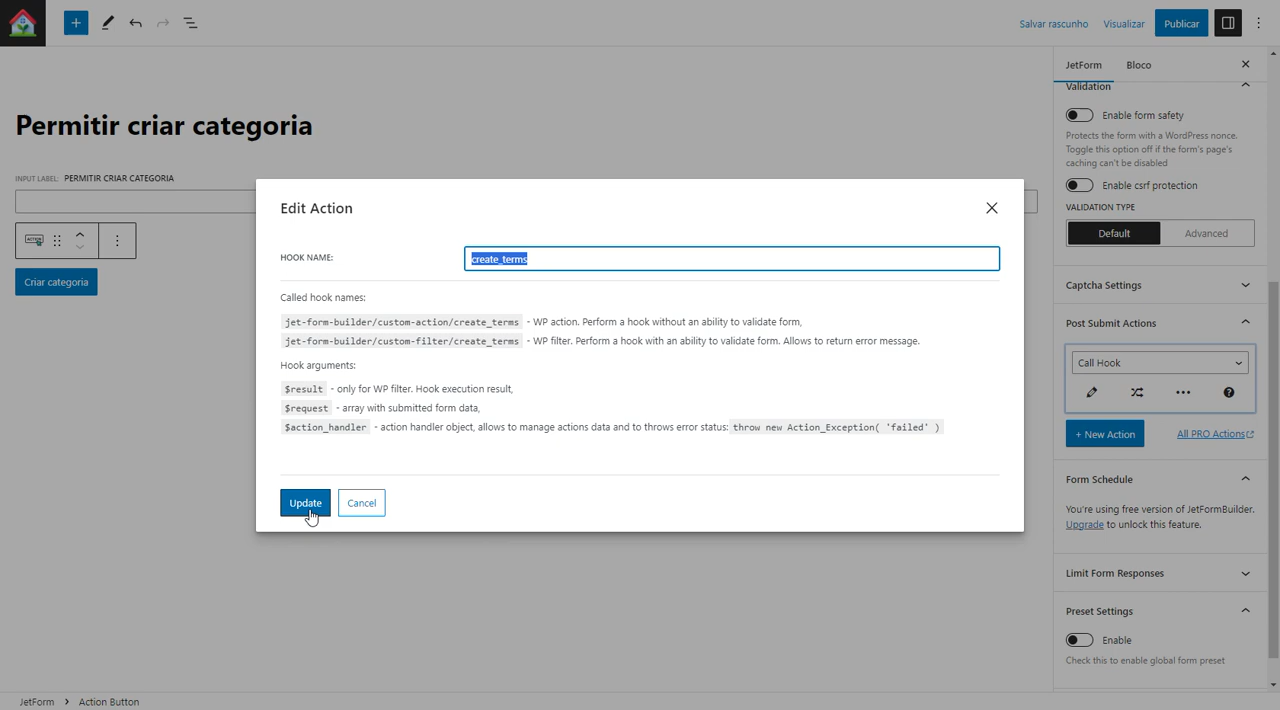 Salvar rascunho
Visualizar
Publicar
Permitir criar categoria
INPUT LABEL: PERMITIR CRIAR CATEGORIA
ACTION
Criar categoria
Edit Action
HOOK NAME:
create_terms
Called hook names:
jet-form-builder/custom-action/create_terms - WP action. Perform a hook without an ability to validate form,
jet-form-builder/custom-filter/create_terms - WP filter. Perform a hook with an ability to validate form. Allows to return error message.
Hook arguments:
$result - only for WP filter. Hook execution result,
$request - array with submitted form data,
$action_handler - action handler object, allows to manage actions data and to throws error status: throw new Action_Exception( 'failed' )
Update
Cancel
JetForm
Bloco
Validation
Enable form safety
Protects the form with a WordPress nonce.
Toggle this option off if the form's page's
caching can't be disabled
Enable csrf protection
VALIDATION TYPE
Default
Advanced
Captcha Settings
Post Submit Actions
Call Hook
+ New Action
All PRO Actions
Form Schedule
You're using free version of JetFormBuilder.
Upgrade to unlock this feature.
Limit Form Responses
Preset Settings
Enable
Check this to enable global form preset
JetForm > Action Button